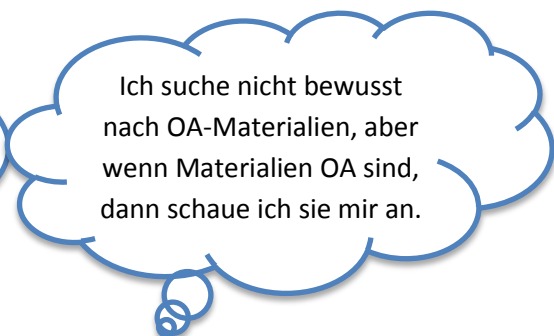 Ich suche nicht bewusst
nach OA-Materialien, aber
wenn Materialien OA sind,
dann schaue ich sie mir an.